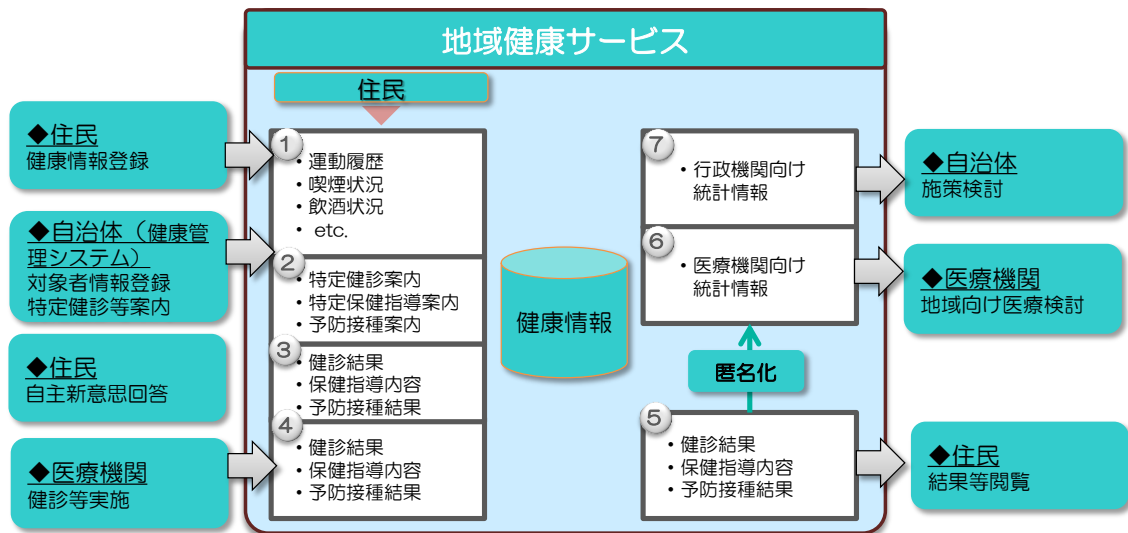 地域健康サービス
住民
◆住民
健康情報登録
◆自治体（健康管
理システム）
対象者情報登録
特定健診等案内
◆住民
自主新意思回答
◆医療機関
健診等実施
1
・運動履歴
・喫煙状況
・飲酒状況
・ etc.
2
・特定健診案内
・特定保健指導案内
・予防接種案内
3
・健診結果
・保健指導内容
・予防接種結果
4
・健診結果
・保健指導内容
・予防接種結果
健康情報
7
・行政機関向け
統計情報
6
・医療機関向け
統計情報
匿名化
5
・健診結果
・保健指導内容
・予防接種結果
◆自治体
施策検討
◆医療機関
地域向け医療検討
◆住民
結果等閲覧